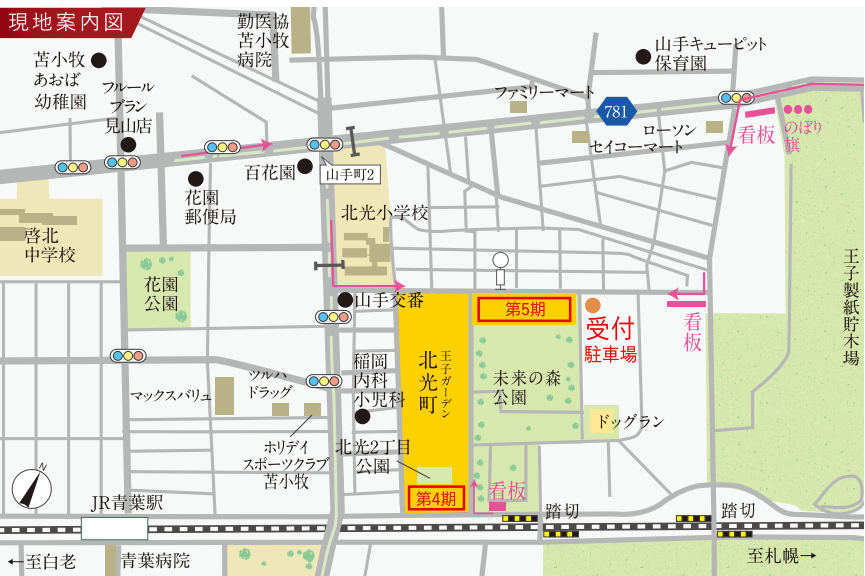 現地案内図
勤医協
苫小牧
病院
苫小牧
あおば
幼稚園
フルール
ブラン
見山店
山手キューピット
保育園
ファミリーマート
781
ローソン
セイコーマート
看板
のぼり
旗
百花園
山手町2
花園
郵便局
北光小学校
啓北
中学校
花園
公園
山手交番
第5期
受付
駐車場
看
板
王子製紙貯木場
稲岡
内科
小児科
ツルハ
ドラッグ
マックスバリュ
王子ガーデン
北光町
未来の森
公園
ドッグラン
ホリデイ
スポーツクラブ
苫小牧
北光2丁目
公園
第4期
看板
N
JR青葉駅
踏切
踏切
←至白老
青葉病院
至札幌→